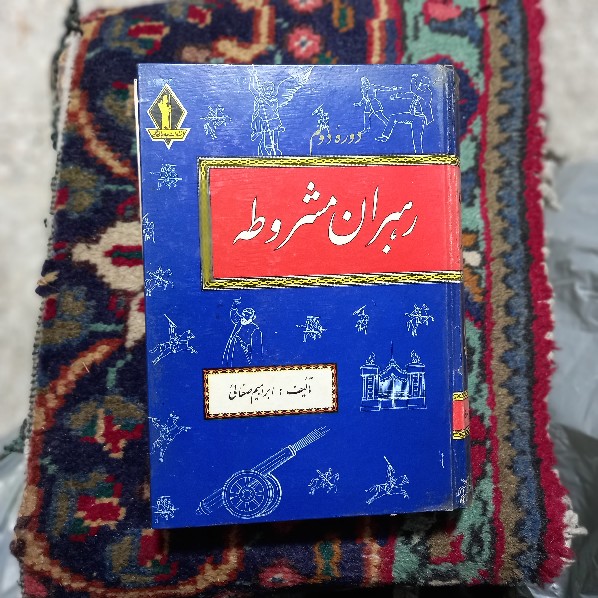 دوره دوم
رهبران مشروطه
تألیف : ابراهیم صفائی